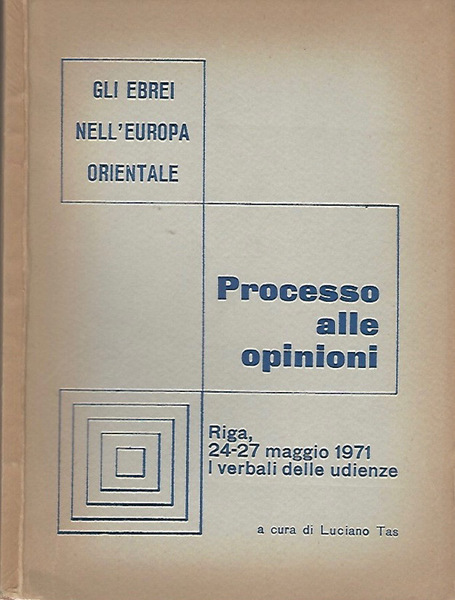 GLI EBREI
NELL'EUROPA
ORIENTALE
Processo
alle
opinioni
Riga,
24-27 maggio 1971
I verbali delle udienze
a cura di Luciano Tas